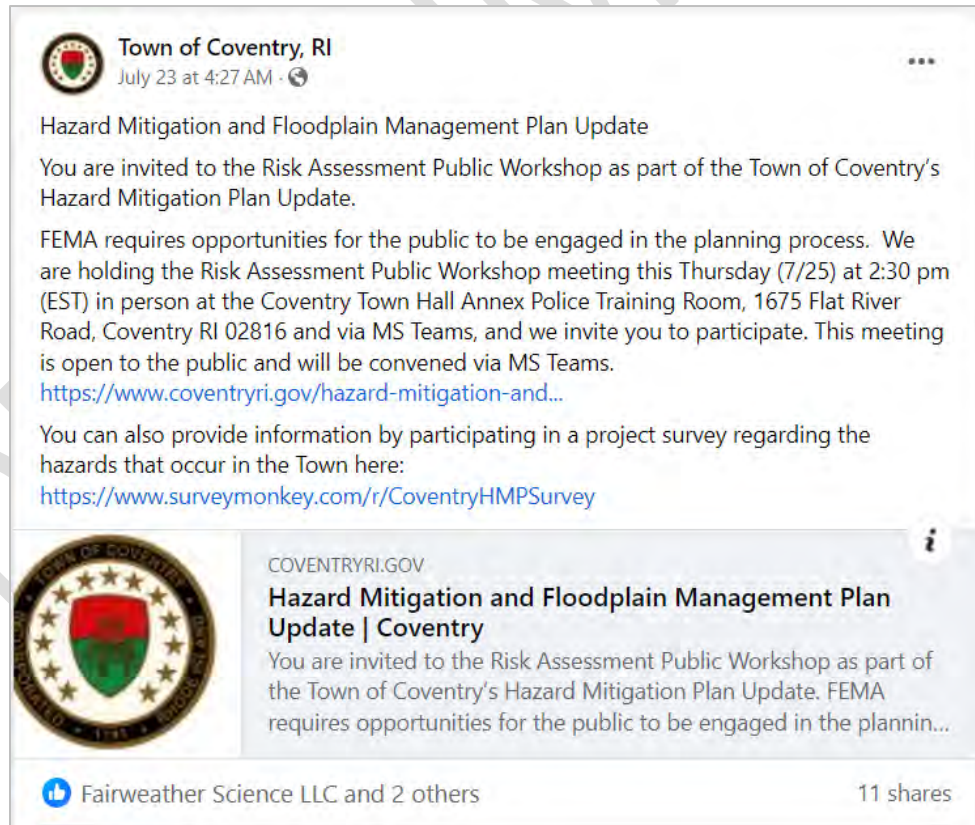 Town of Coventry, RI
July 23 at 4:27 AM ·
Hazard Mitigation and Floodplain Management Plan Update
You are invited to the Risk Assessment Public Workshop as part of the Town of Coventry's
Hazard Mitigation Plan Update.
FEMA requires opportunities for the public to be engaged in the planning process.  We
are holding the Risk Assessment Public Workshop meeting this Thursday (7/25) at 2:30 pm
(EST) in person at the Coventry Town Hall Annex Police Training Room, 1675 Flat River
Road, Coventry RI 02816 and via MS Teams, and we invite you to participate. This meeting
is open to the public and will be convened via MS Teams.
https://www.coventryri.gov/hazard-mitigation-and...
You can also provide information by participating in a project survey regarding the
hazards that occur in the Town here:
https://www.surveymonkey.com/r/CoventryHMPSurvey
TOWN OF COVENTRY
COVENTRYRI.GOV
Hazard Mitigation and Floodplain Management Plan
Update | Coventry
You are invited to the Risk Assessment Public Workshop as part of
the Town of Coventry's Hazard Mitigation Plan Update. FEMA
requires opportunities for the public to be engaged in the plannin...
Fairweather Science LLC and 2 others
11 shares